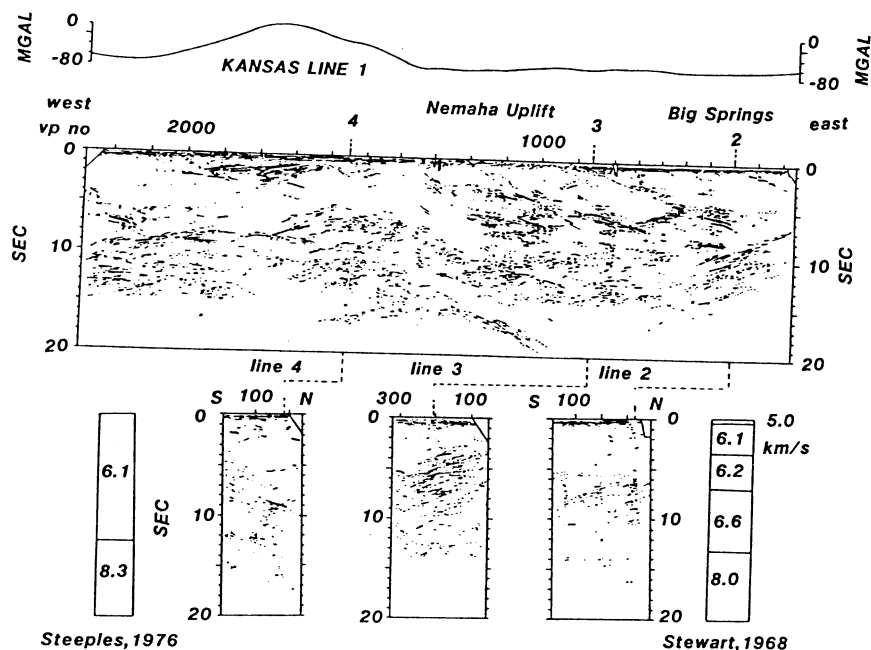 MGAL
0
-80
KANSAS LINE 1
0
-80
MGAL
west
Nemaha Uplift
Big Springs
east
vp no
2000
4
1000
3
2
0
10
20
SEC
0
10
20
SEC
line 4
line 3
line 2
S 100 N
300 100
S 100 N
0
10
20
SEC
0
10
20
0
10
20
6.1
8.3
5.0
km/s
6.1
6.2
6.6
8.0
Steeples, 1976
Stewart, 1968